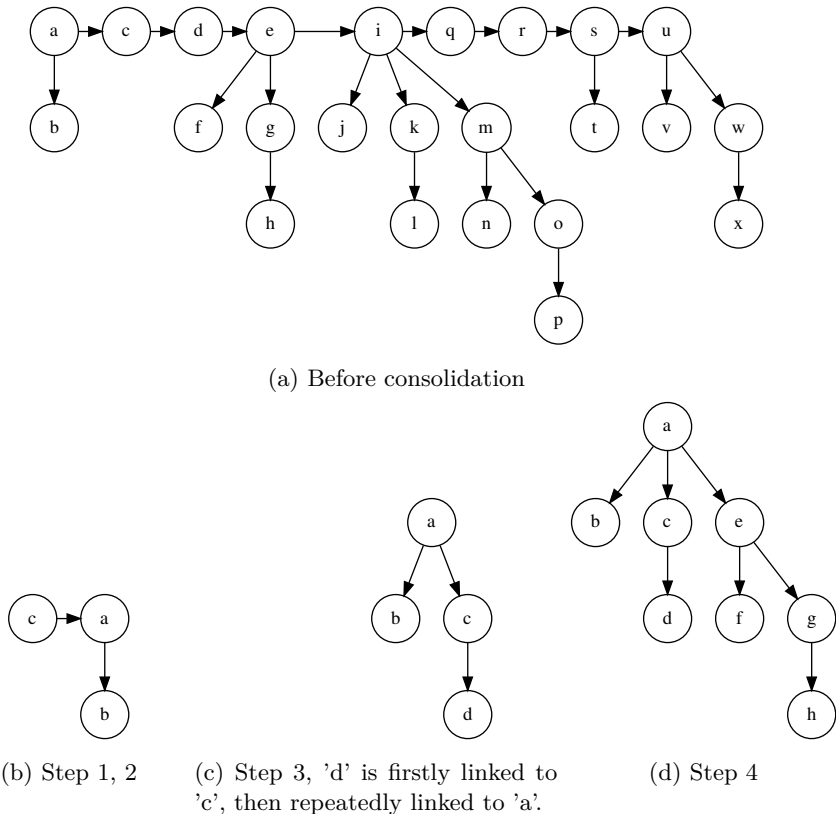 a c d e i q r s u
b f g j k m t v w
h l n o x
p
(a) Before consolidation
a
a b c e
c a b c d f g
b d h
(b) Step 1, 2
(c) Step 3, 'd' is firstly linked to
'c', then repeatedly linked to 'a'.
(d) Step 4